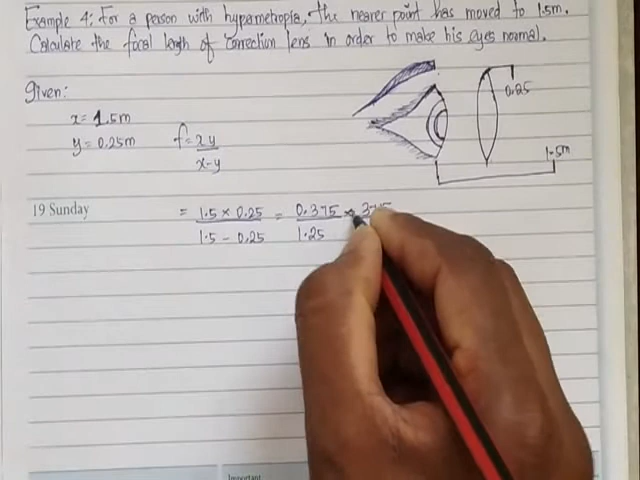 Example 4: For a person with hypametropia, the nearer point has moved to 1.5m.
Calculate the focal length of correction lens in order to make his eyes normal.
Given:
x = 1.5m
y = 0.25m
f = xy
x-y
0.25
1.5m
19 Sunday
= 1.5 × 0.25 = 0.375
1.5 - 0.25 1.25
Important